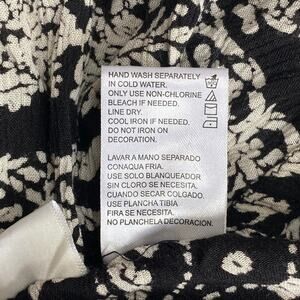 HAND WASH SEPARATELY
IN COLD WATER.
ONLY USE NON-CHLORINE
BLEACH IF NEEDED.
LINE DRY.
COOL IRON IF NEEDED.
DO NOT IRON ON
DECORATION.
LAVAR A MANO SEPARADO
CONAQUA FRIA.
USE SOLO BLANQUEADOR
SIN CLORO SE NECESITA.
CUANDO SECAR COLGADO.
USE PLANCHA TIBIA
FIRA SE NECESITA.
NO PLANCHELA DECORACION.